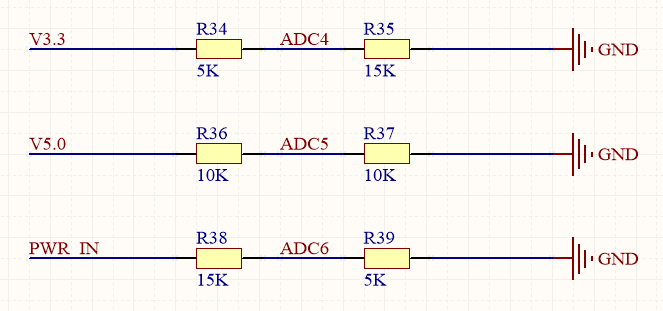 R34 R35
V3.3 ADC4 GND
5K 15K
R36 R37
V5.0 ADC5 GND
10K 10K
R38 R39
PWR_IN ADC6 GND
15K 5K